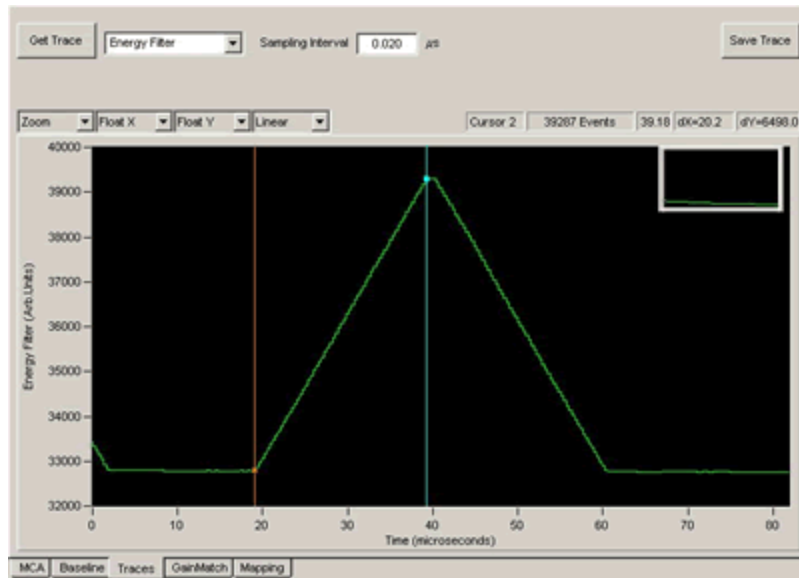 Get Trace Energy Filter Sampling Interval 0.020 µs Save Trace
Zoom Float X Float Y Linear Cursor 2 39287 Events 39.18 dX=20.2 dY=6498.0
40000
39000
38000
37000
36000
35000
34000
33000
32000
Energy Filter (Arb.Units)
0 10 20 30 40 50 60 70 80
Time (microseconds)
MCA Baseline Traces GainMatch Mapping